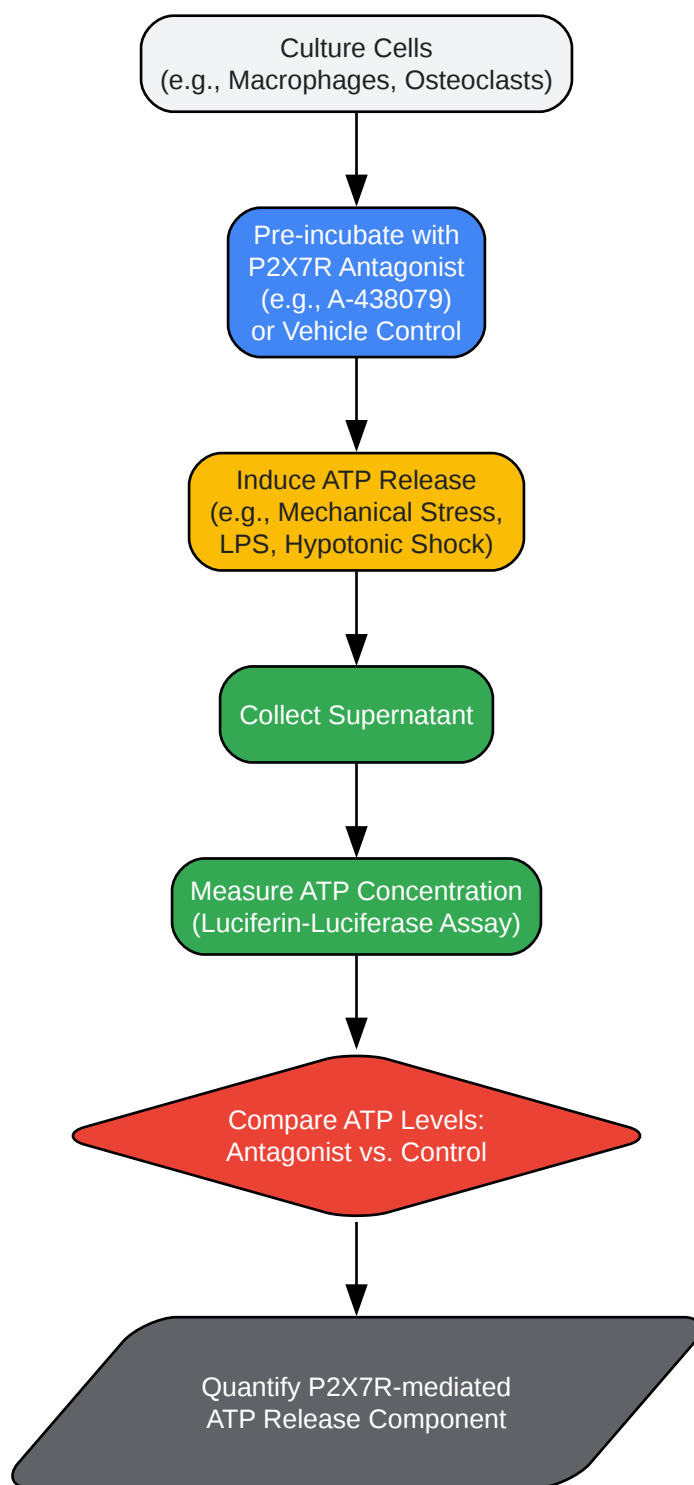 Culture Cells
(e.g., Macrophages, Osteoclasts)
Pre-incubate with
P2X7R Antagonist
(e.g., A-438079)
or Vehicle Control
Induce ATP Release
(e.g., Mechanical Stress,
LPS, Hypotonic Shock)
Collect Supernatant
Measure ATP Concentration
(Luciferin-Luciferase Assay)
Compare ATP Levels:
Antagonist vs. Control
Quantify P2X7R-mediated
ATP Release Component